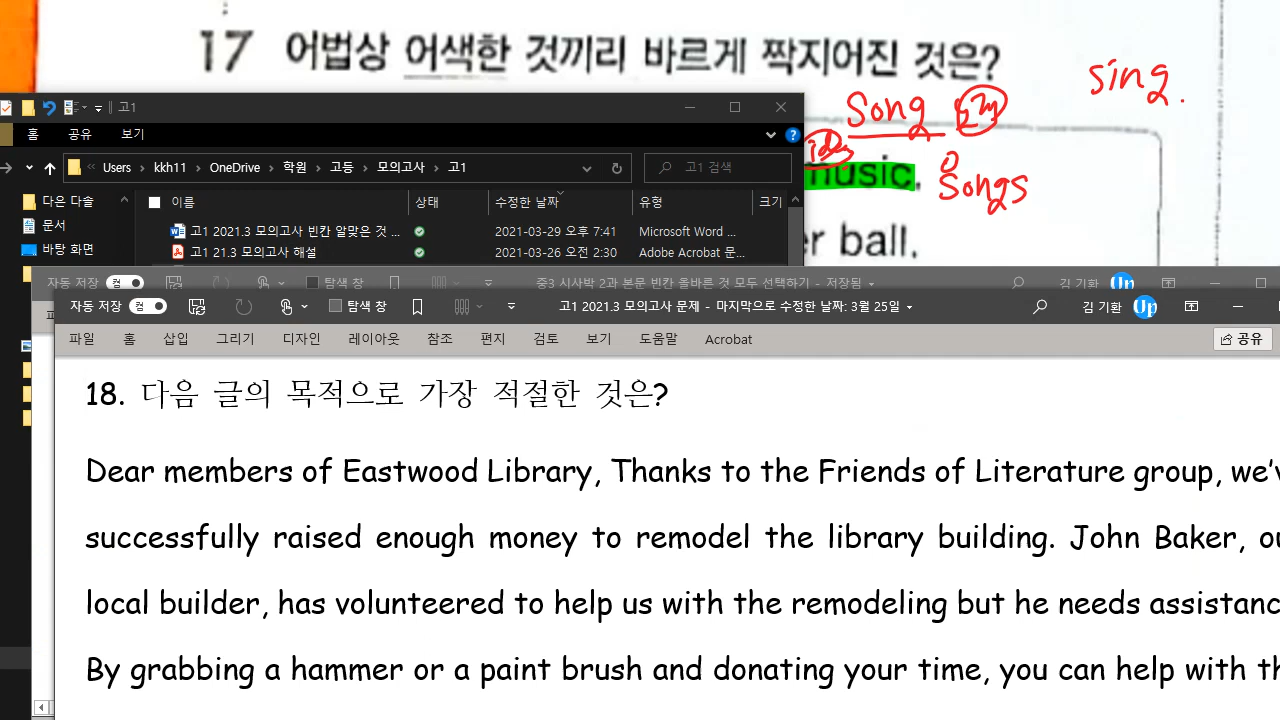 17 어법상 어색한 것끼리 바르게 짝지어진 것은?
sing.
Song
music.
Songs
er ball.
고1
홈 공유 보기
Users kkh11 OneDrive 학원 고등 모의고사 고1
고1 검색
이름 상태 수정한 날짜 유형 크기
다은 다솔
문서
바탕 화면
고1 2021.3 모의고사 빈칸 알맞은 것 ... 2021-03-29 오후 7:41 Microsoft Word ...
고1 21.3 모의고사 해설 2021-03-26 오전 2:30 Adobe Acrobat 문...
자동 저장 컴 탐색 창 중3 시사박 2과 본문 빈칸 올바른 것 모두 선택하기 - 저장됨 김 기환 Up
자동 저장 컴 탐색 창 고1 2021.3 모의고사 문제 - 마지막으로 수정한 날짜: 3월 25일 김 기환 Up
파일 홈 삽입 그리기 디자인 레이아웃 참조 편지 검토 보기 도움말 Acrobat 공유
18. 다음 글의 목적으로 가장 적절한 것은?
Dear members of Eastwood Library, Thanks to the Friends of Literature group, we'v
successfully raised enough money to remodel the library building. John Baker, ou
local builder, has volunteered to help us with the remodeling but he needs assistanc
By grabbing a hammer or a paint brush and donating your time, you can help with th